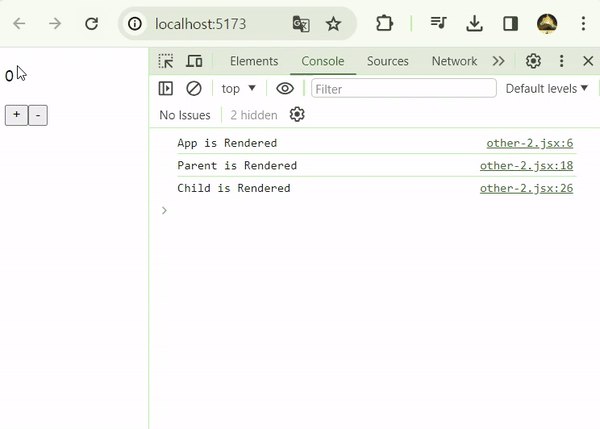 localhost:5173
0
+ -
Elements Console Sources Network
top Filter Default levels
No Issues 2 hidden
App is Rendered other-2.jsx:6
Parent is Rendered other-2.jsx:18
Child is Rendered other-2.jsx:26